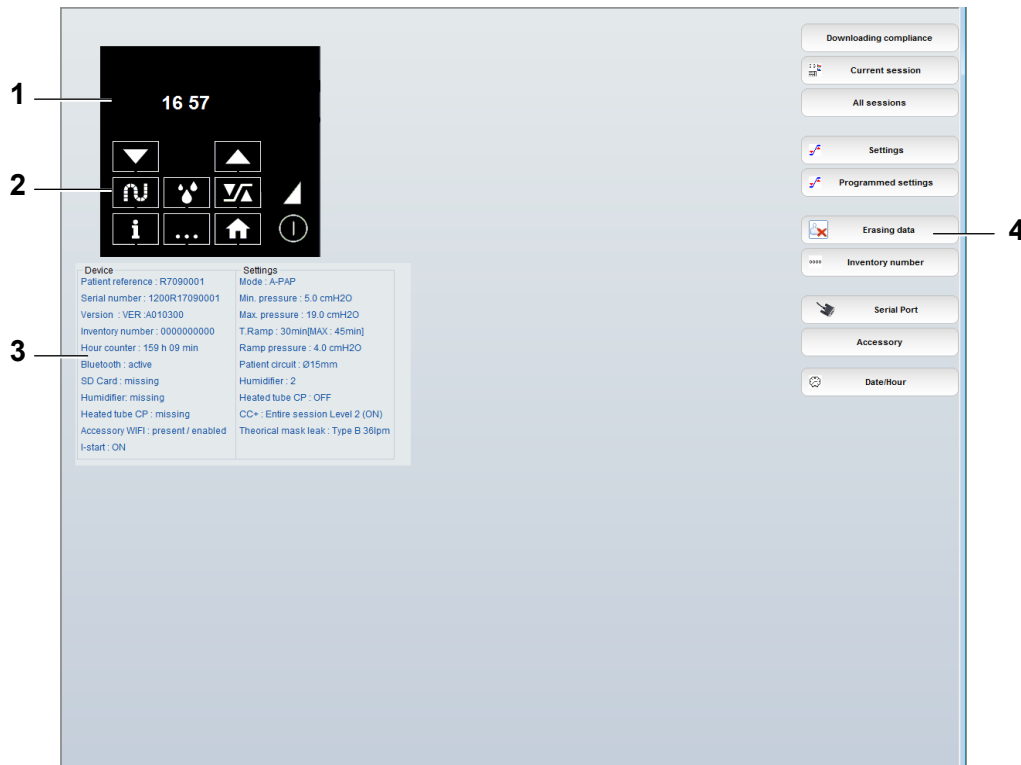 1
16 57
2
i
...
Device
Patient reference : R7090001
Serial number : 1200R17090001
Version : VER :A010300
Inventory number : 0000000000
Hour counter : 159 h 09 min
Bluetooth : active
SD Card : missing
Humidifier: missing
Heated tube CP : missing
Accessory WIFI : present / enabled
I-start : ON
Settings
Mode : A-PAP
Min. pressure : 5.0 cmH2O
Max. pressure : 19.0 cmH2O
T.Ramp : 30min[MAX : 45min]
Ramp pressure : 4.0 cmH2O
Patient circuit : Ø15mm
Humidifier : 2
Heated tube CP : OFF
CC+ : Entire session Level 2 (ON)
Theorical mask leak : Type B 36lpm
3
Downloading compliance
Current session
All sessions
Settings
Programmed settings
Erasing data
4
Inventory number
Serial Port
Accessory
Date/Hour